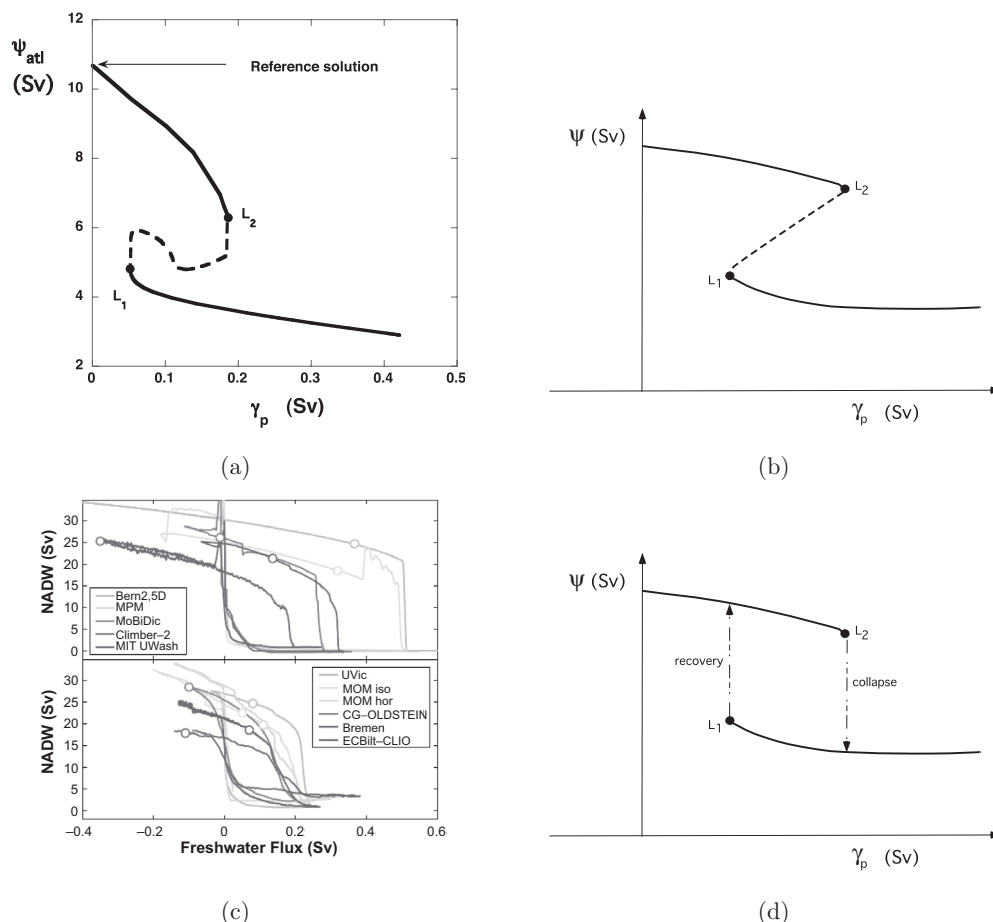 12
10
8
6
4
2
ψatl
(Sv)
Reference solution
L2
L1
0
0.1
0.2
0.3
0.4
0.5
γp (Sv)
(a)
ψ (Sv)
L2
L1
γp (Sv)
(b)
NADW (Sv)
30
25
20
15
10
5
0
Bern2,5D
MPM
MoBiDic
Climber–2
MIT UWash
NADW (Sv)
30
25
20
15
10
5
0
UVic
MOM iso
MOM hor
CG–OLDSTEIN
Bremen
ECBilt–CLIO
–0.4
–0.2
0
0.2
0.4
0.6
Freshwater Flux (Sv)
(c)
ψ (Sv)
L2
recovery
collapse
L1
γp (Sv)
(d)